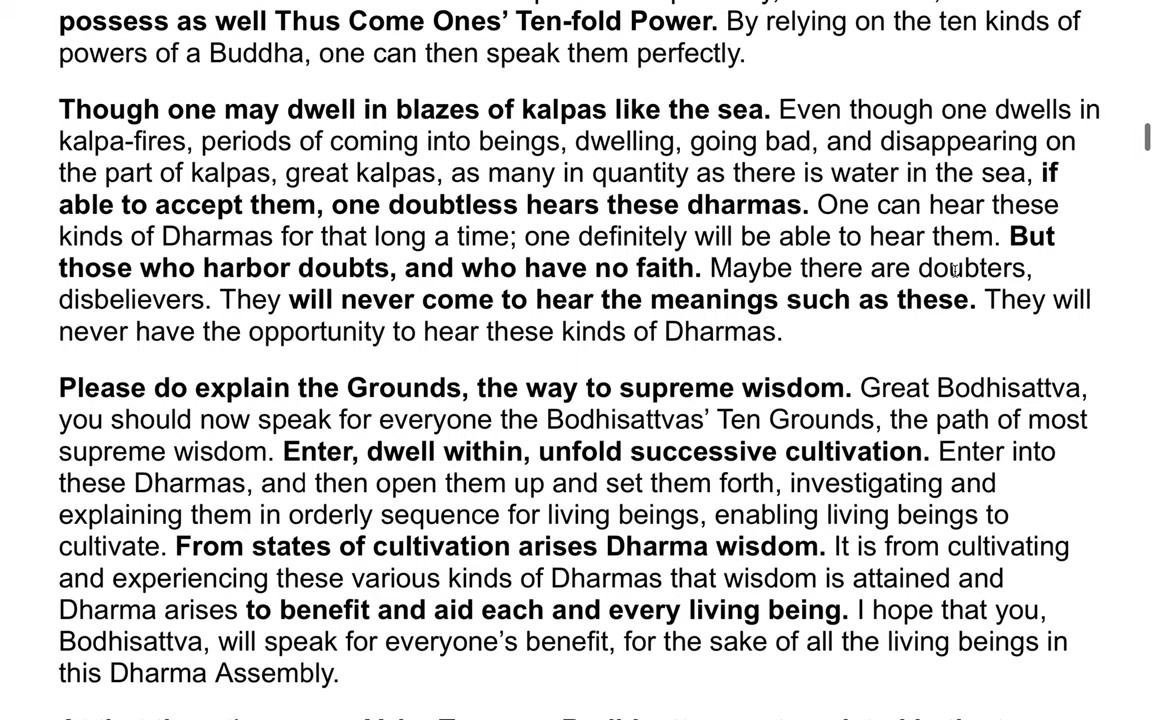 possess as well Thus Come Ones’ Ten-fold Power. By relying on the ten kinds of
powers of a Buddha, one can then speak them perfectly.
Though one may dwell in blazes of kalpas like the sea. Even though one dwells in
kalpa-fires, periods of coming into beings, dwelling, going bad, and disappearing on
the part of kalpas, great kalpas, as many in quantity as there is water in the sea, if
able to accept them, one doubtless hears these dharmas. One can hear these
kinds of Dharmas for that long a time; one definitely will be able to hear them. But
those who harbor doubts, and who have no faith. Maybe there are doubters,
disbelievers. They will never come to hear the meanings such as these. They will
never have the opportunity to hear these kinds of Dharmas.
Please do explain the Grounds, the way to supreme wisdom. Great Bodhisattva,
you should now speak for everyone the Bodhisattvas’ Ten Grounds, the path of most
supreme wisdom. Enter, dwell within, unfold successive cultivation. Enter into
these Dharmas, and then open them up and set them forth, investigating and
explaining them in orderly sequence for living beings, enabling living beings to
cultivate. From states of cultivation arises Dharma wisdom. It is from cultivating
and experiencing these various kinds of Dharmas that wisdom is attained and
Dharma arises to benefit and aid each and every living being. I hope that you,
Bodhisattva, will speak for everyone’s benefit, for the sake of all the living beings in
this Dharma Assembly.